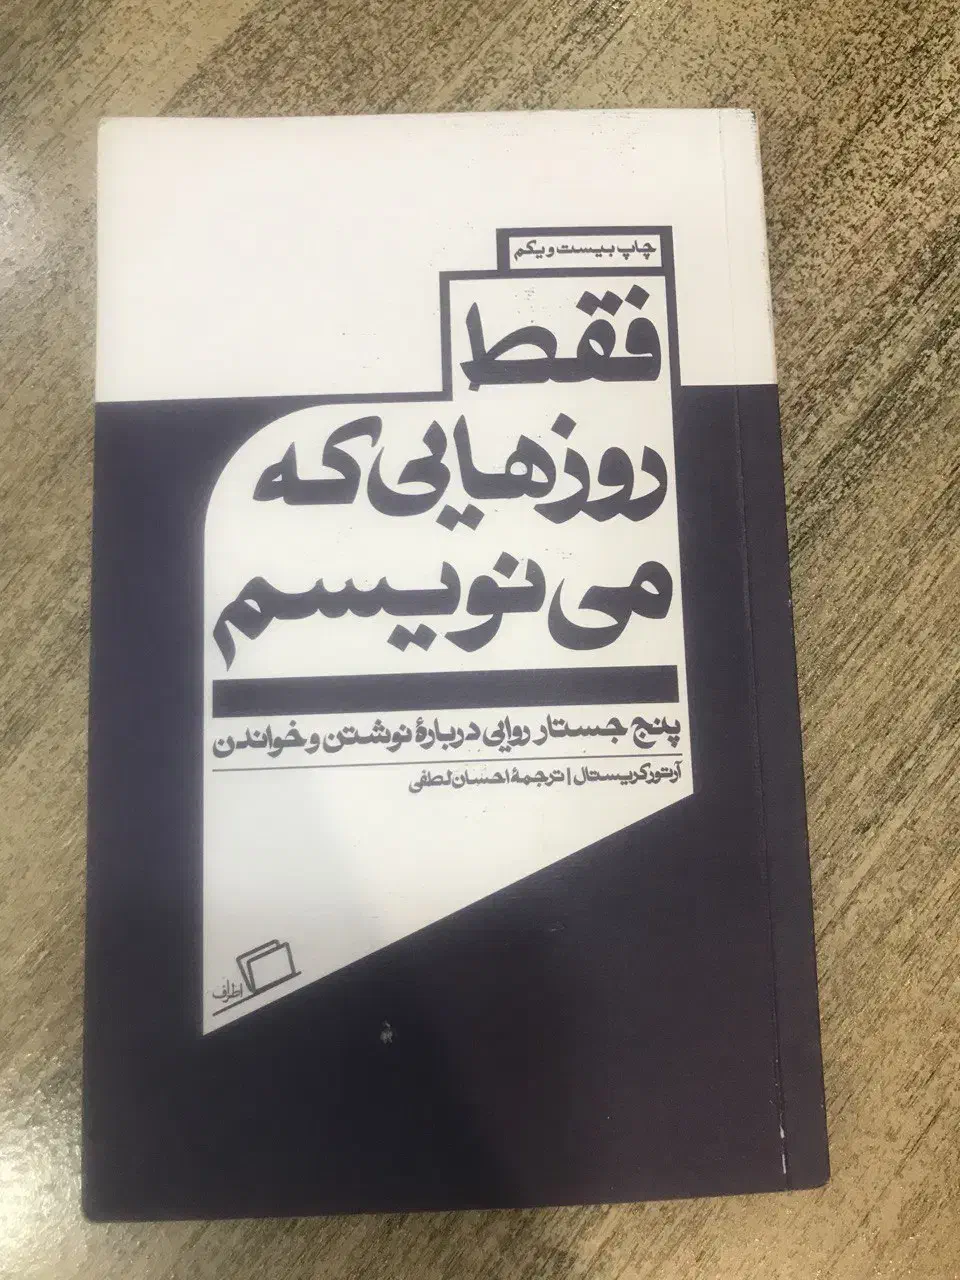 چاپ بیست و یکم
فقط
روزهایی که
می‌نویسم
پنج جستار روایی دربارهٔ نوشتن و خواندن
آرتور کریستال | ترجمهٔ احسان لطفی
اطراف